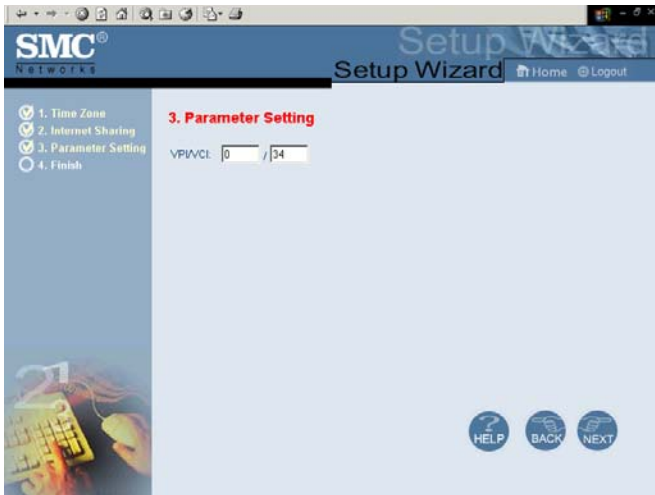 SMC®
Networks
Setup Wizard
Setup Wizard
Home
Logout
1. Time Zone
2. Internet Sharing
3. Parameter Setting
4. Finish
3. Parameter Setting
VPI/VCI: 0 / 34
HELP
BACK
NEXT